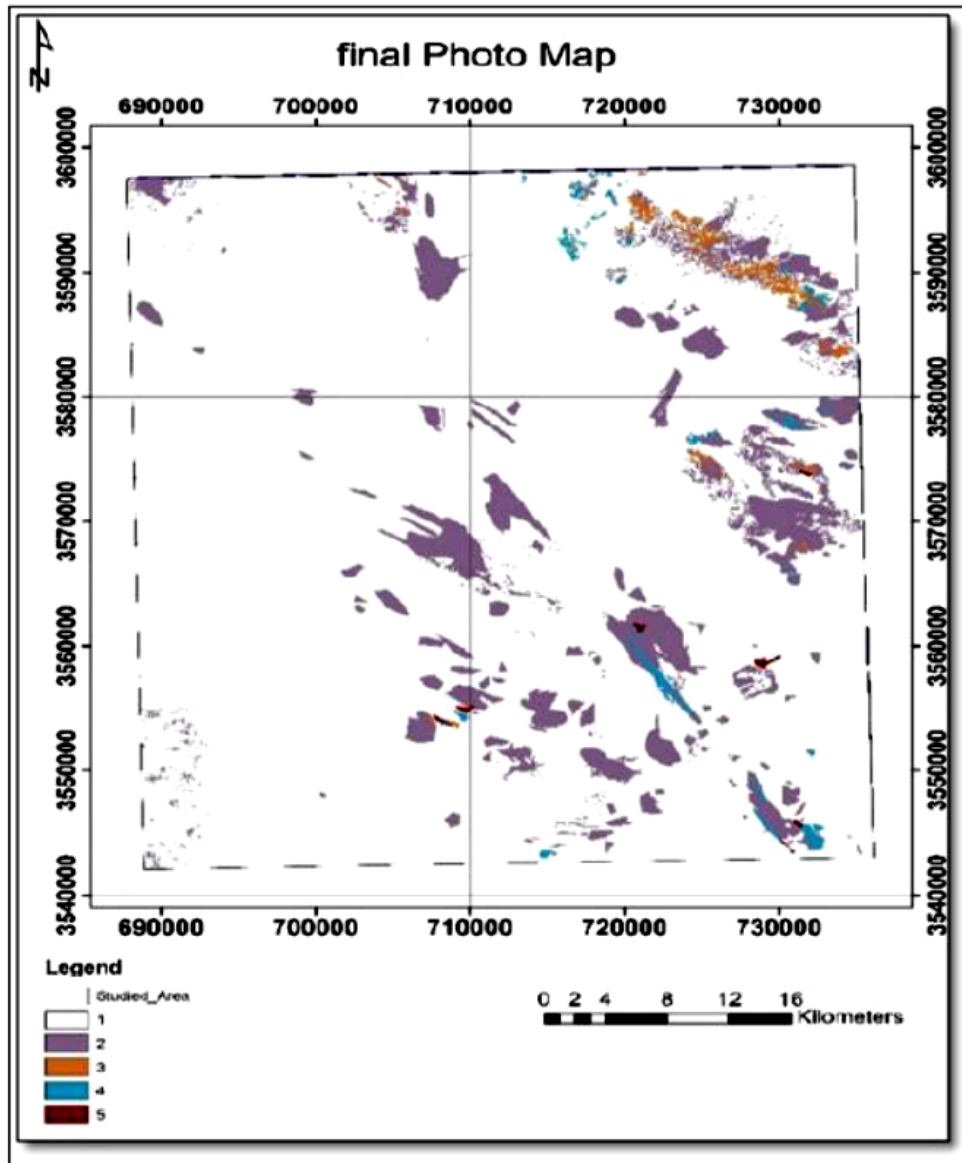 N
final Photo Map
690000 700000 710000 720000 730000
3600000 3600000
3590000 3590000
3580000 3580000
3570000 3570000
3560000 3560000
3550000 3550000
3540000 3540000
690000 700000 710000 720000 730000
Legend
Studied_Area
1
2
3
4
5
0 2 4 8 12 16
Kilometers